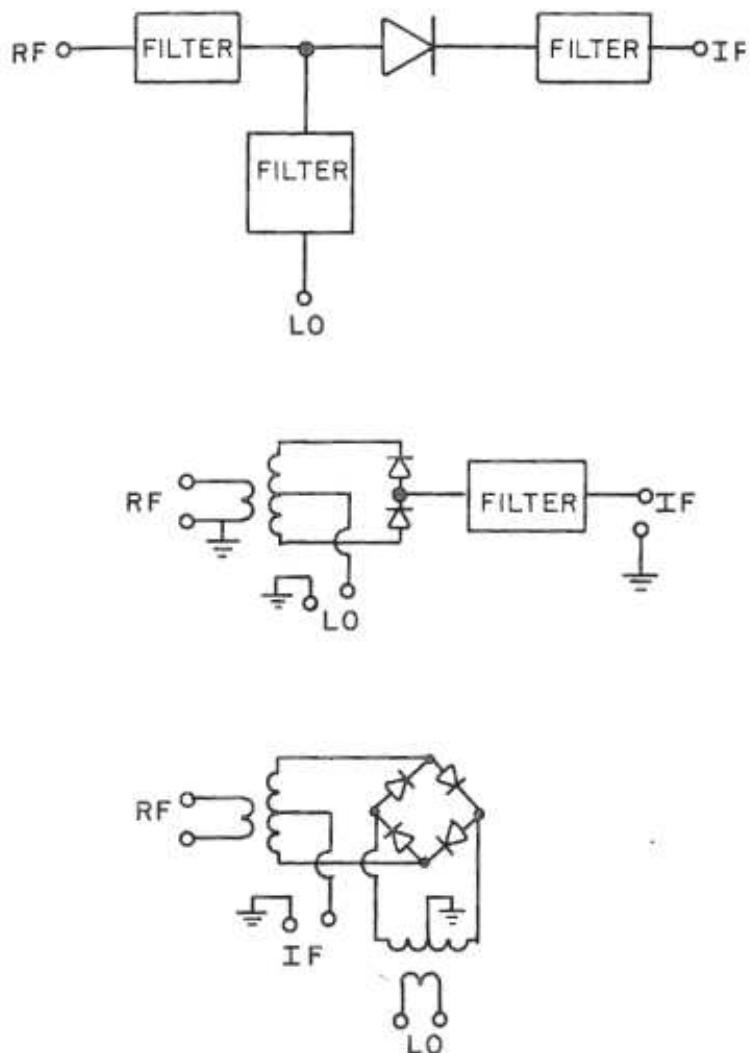 RF FILTER FILTER IF
FILTER
LO
RF FILTER IF
LO
RF
IF
LO